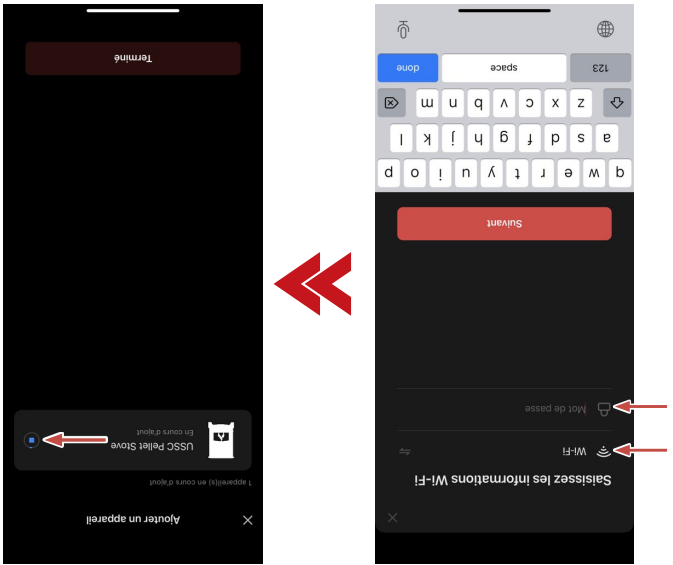 Saisissez les informations Wi-Fi
Wi-Fi
Mot de passe
Suivant
q w e r t y u i o p
a s d f g h j k l
z x c v b n m
123 space done
Ajouter un appareil
1 appareil(s) en cours d'ajout
USSC Pellet Stove
En cours d'ajout
Terminé